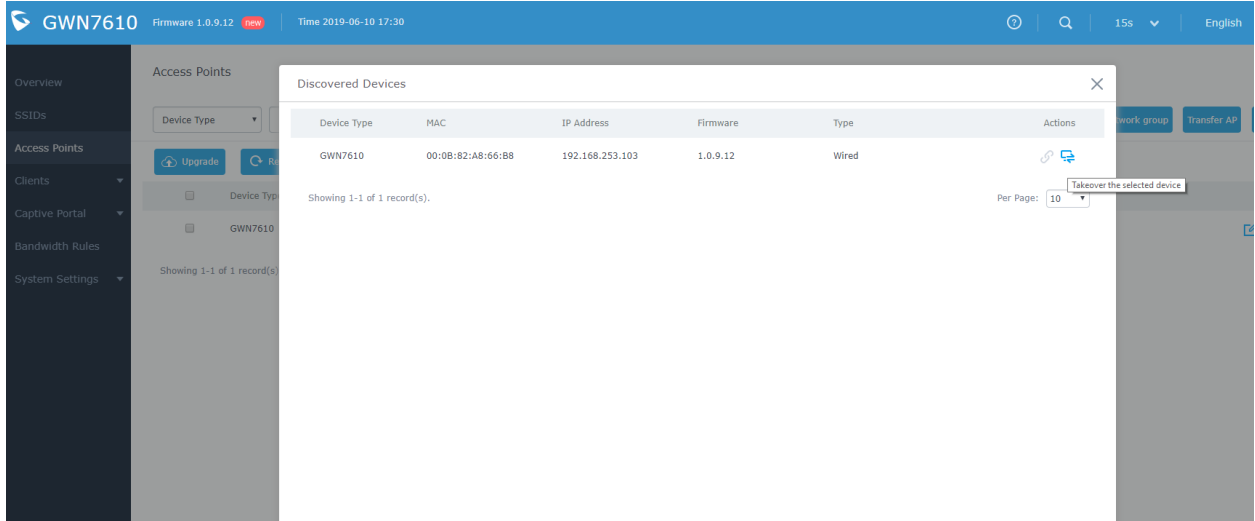 GWN7610 Firmware 1.0.9.12 new Time 2019-06-10 17:30 15s English
Overview
SSIDs
Access Points
Clients
Captive Portal
Bandwidth Rules
System Settings
Access Points
Device Type
Transfer AP
Upgrade
GWN7610
Showing 1-1 of 1 record(s)
Discovered Devices
Device Type MAC IP Address Firmware Type Actions
GWN7610 00:0B:82:A8:66:B8 192.168.253.103 1.0.9.12 Wired
Takeover the selected device
Showing 1-1 of 1 record(s). Per Page: 10